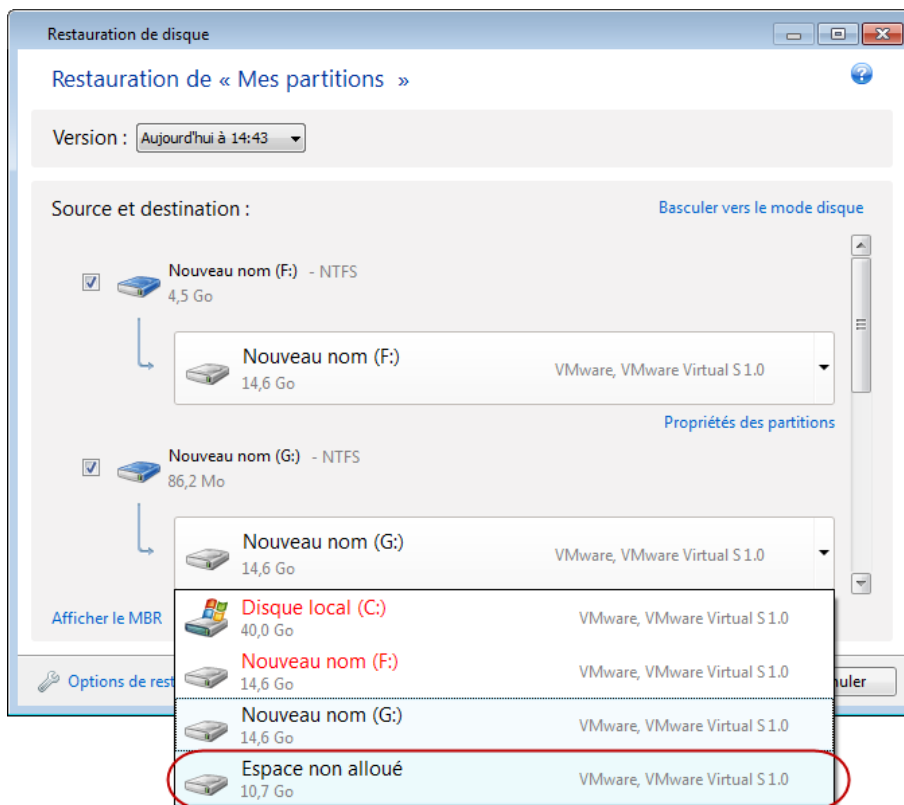 Restauration de disque
Restauration de « Mes partitions »
Version : Aujourd'hui à 14:43
Source et destination :
Basculer vers le mode disque
Nouveau nom (F:) - NTFS
4,5 Go
Nouveau nom (F:)
14,6 Go
VMware, VMware Virtual S 1.0
Propriétés des partitions
Nouveau nom (G:) - NTFS
86,2 Mo
Nouveau nom (G:)
14,6 Go
VMware, VMware Virtual S 1.0
Afficher le MBR
Disque local (C:)
40,0 Go
VMware, VMware Virtual S 1.0
Nouveau nom (F:)
14,6 Go
VMware, VMware Virtual S 1.0
Options de rest
nuler
Nouveau nom (G:)
14,6 Go
VMware, VMware Virtual S 1.0
Espace non alloué
10,7 Go
VMware, VMware Virtual S 1.0